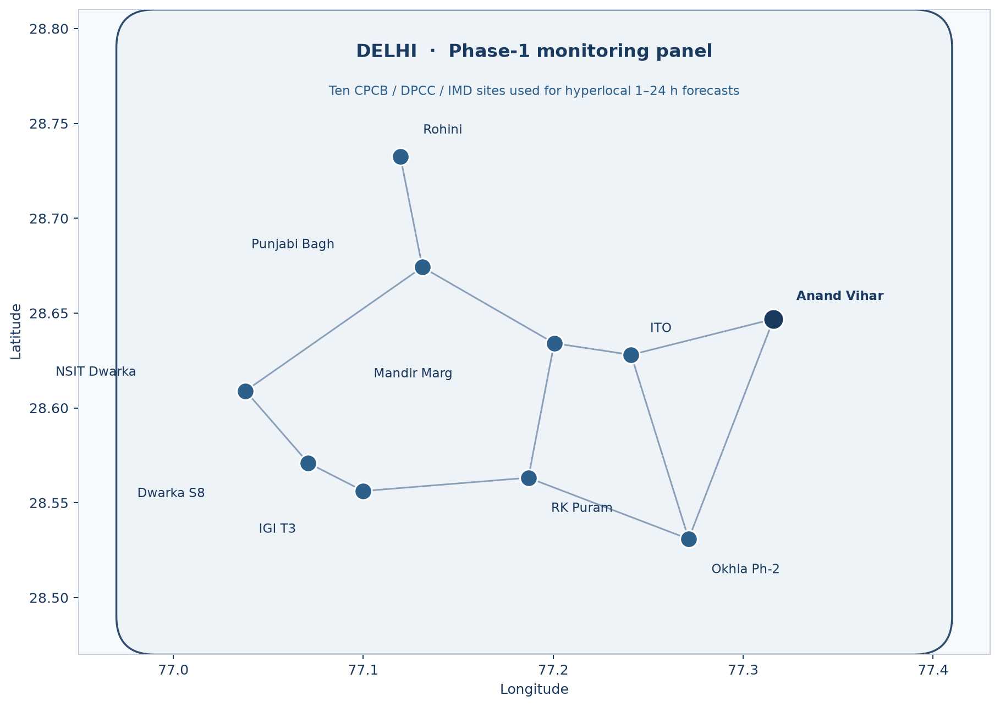 DELHI · Phase-1 monitoring panel
Ten CPCB / DPCC / IMD sites used for hyperlocal 1–24 h forecasts
28.80
28.75
28.70
28.65
28.60
28.55
28.50
Latitude
Rohini
Punjabi Bagh
Anand Vihar
ITO
NSIT Dwarka
Mandir Marg
Dwarka S8
RK Puram
IGI T3
Okhla Ph-2
77.0 77.1 77.2 77.3 77.4
Longitude